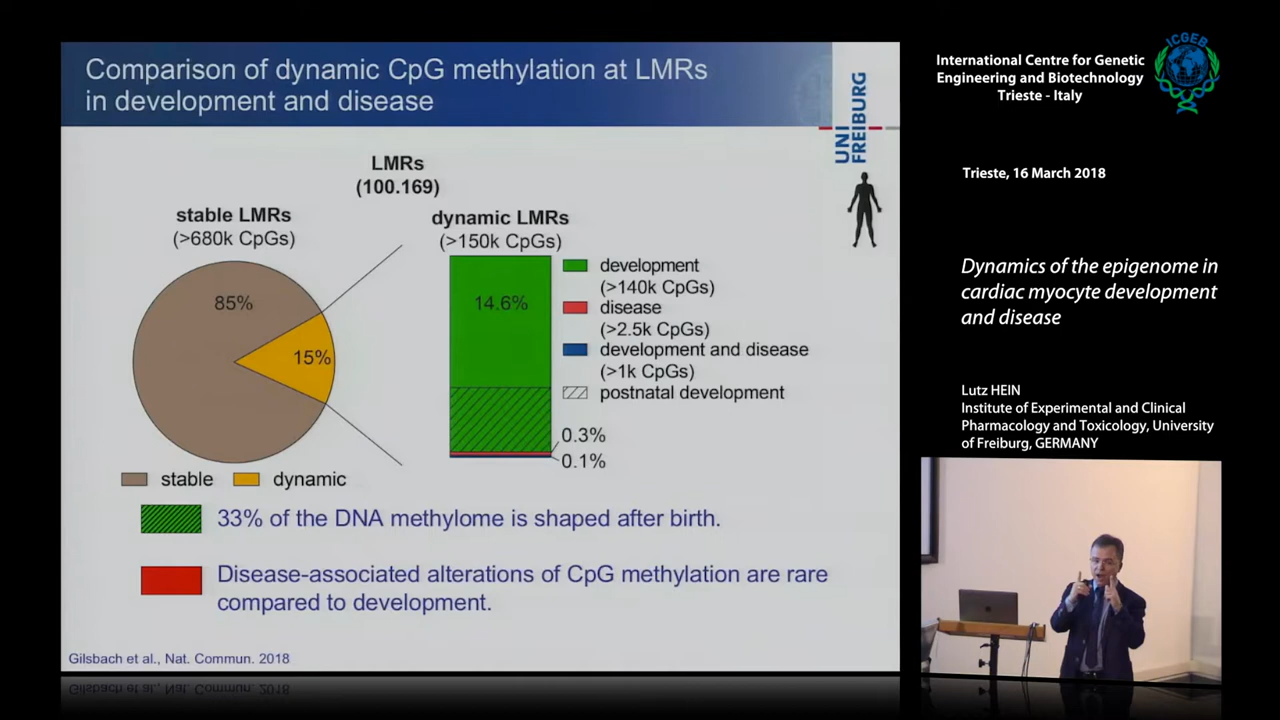 Comparison of dynamic CpG methylation at LMRs
in development and disease
UNI
FREIBURG
LMRs
(100.169)
stable LMRs
(>680k CpGs)
dynamic LMRs
(>150k CpGs)
85%
15%
14.6%
development
(>140k CpGs)
disease
(>2.5k CpGs)
development and disease
(>1k CpGs)
postnatal development
0.3%
0.1%
stable
dynamic
33% of the DNA methylome is shaped after birth.
Disease-associated alterations of CpG methylation are rare
compared to development.
Gilsbach et al., Nat. Commun. 2018
International Centre for Genetic
Engineering and Biotechnology
Trieste - Italy
ICGEB
Trieste, 16 March 2018
Dynamics of the epigenome in
cardiac myocyte development
and disease
Lutz HEIN
Institute of Experimental and Clinical
Pharmacology and Toxicology, University
of Freiburg, GERMANY